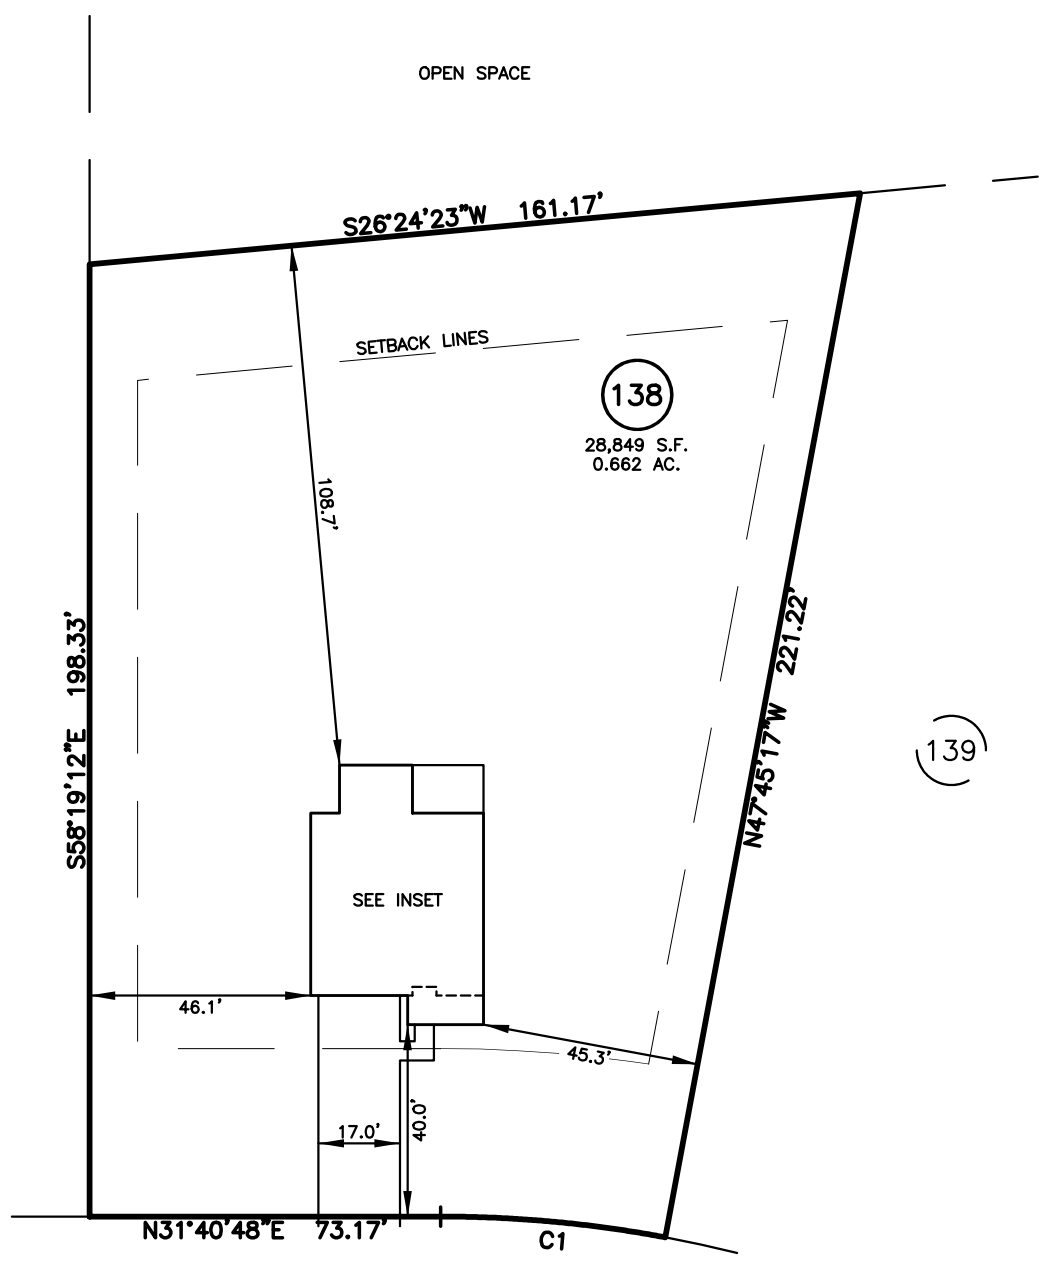 OPEN SPACE
S26°24'23"W 161.17'
SETBACK LINES
138
28,849 S.F.
0.662 AC.
108.7'
S58°19'12"E 198.33'
N47°45'17"W 221.22'
139
SEE INSET
46.1'
45.3'
17.0'
40.0'
N31°40'48"E 73.17'
C1